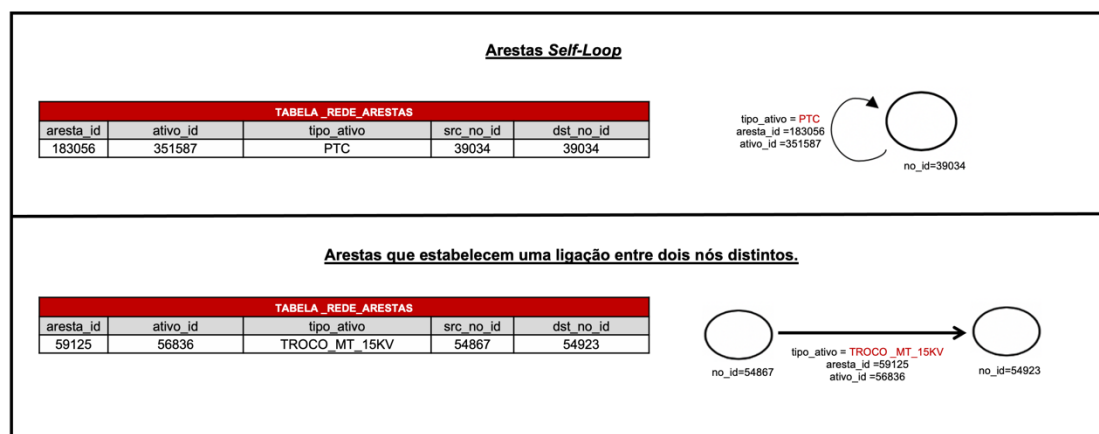 Arestas Self-Loop
TABELA _REDE_ARESTAS
aresta_id ativo_id tipo_ativo src_no_id dst_no_id
183056 351587 PTC 39034 39034
tipo_ativo = PTC
aresta_id =183056
ativo_id =351587
no_id=39034
Arestas que estabelecem uma ligação entre dois nós distintos.
TABELA _REDE_ARESTAS
aresta_id ativo_id tipo_ativo src_no_id dst_no_id
59125 56836 TROCO_MT_15KV 54867 54923
tipo_ativo = TROCO _MT_15KV
aresta_id =59125
ativo_id =56836
no_id=54867
no_id=54923